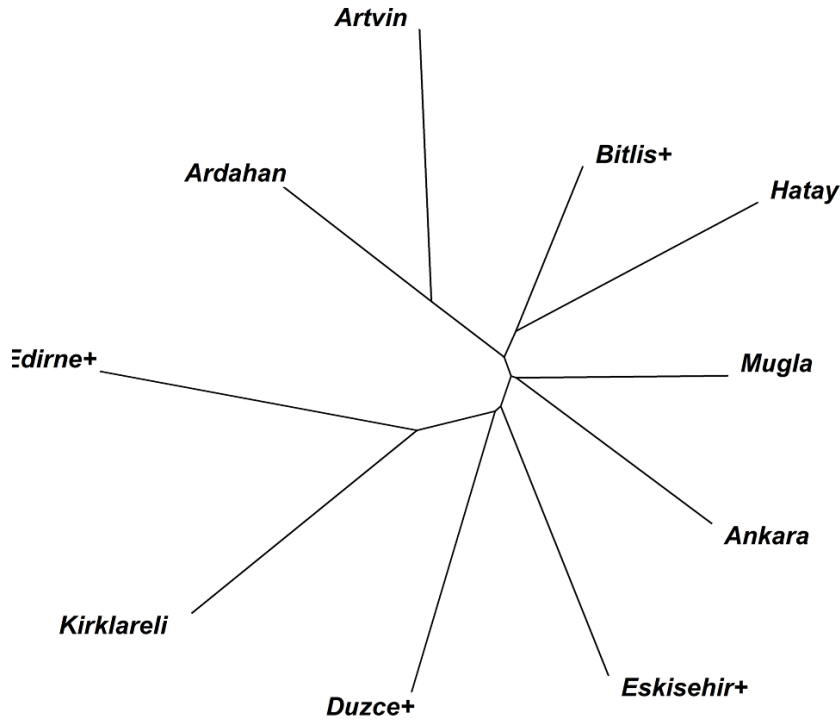 Artvin
Bitlis+
Ardahan
Hatay
Edirne+
Mugla
Ankara
Kirklareli
Eskisehir+
Duzce+